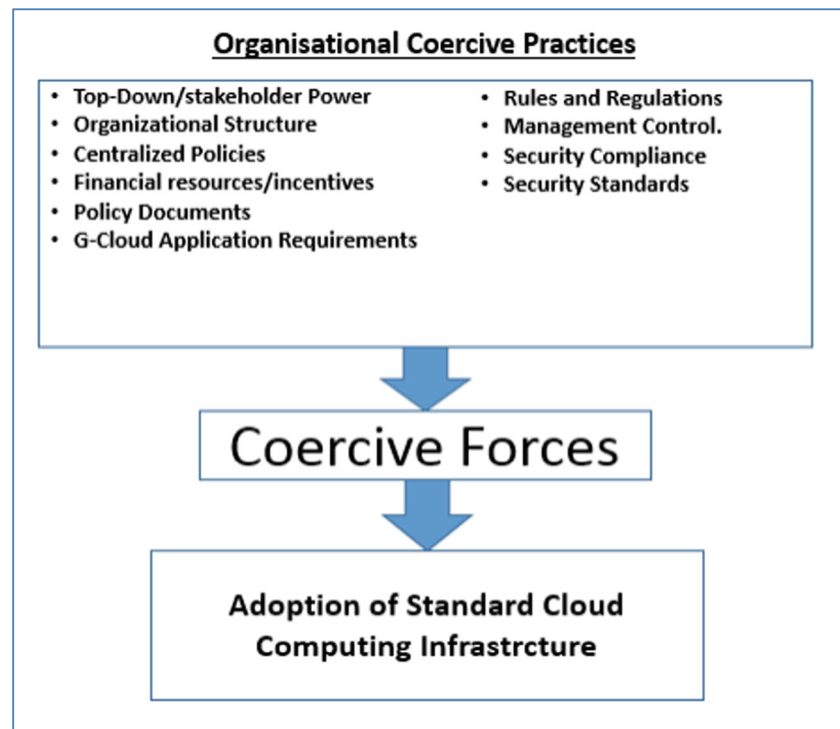 Organisational Coercive Practices
• Top-Down/stakeholder Power
• Organizational Structure
• Centralized Policies
• Financial resources/incentives
• Policy Documents
• G-Cloud Application Requirements
• Rules and Regulations
• Management Control.
• Security Compliance
• Security Standards
Coercive Forces
Adoption of Standard Cloud
Computing Infrastrcture